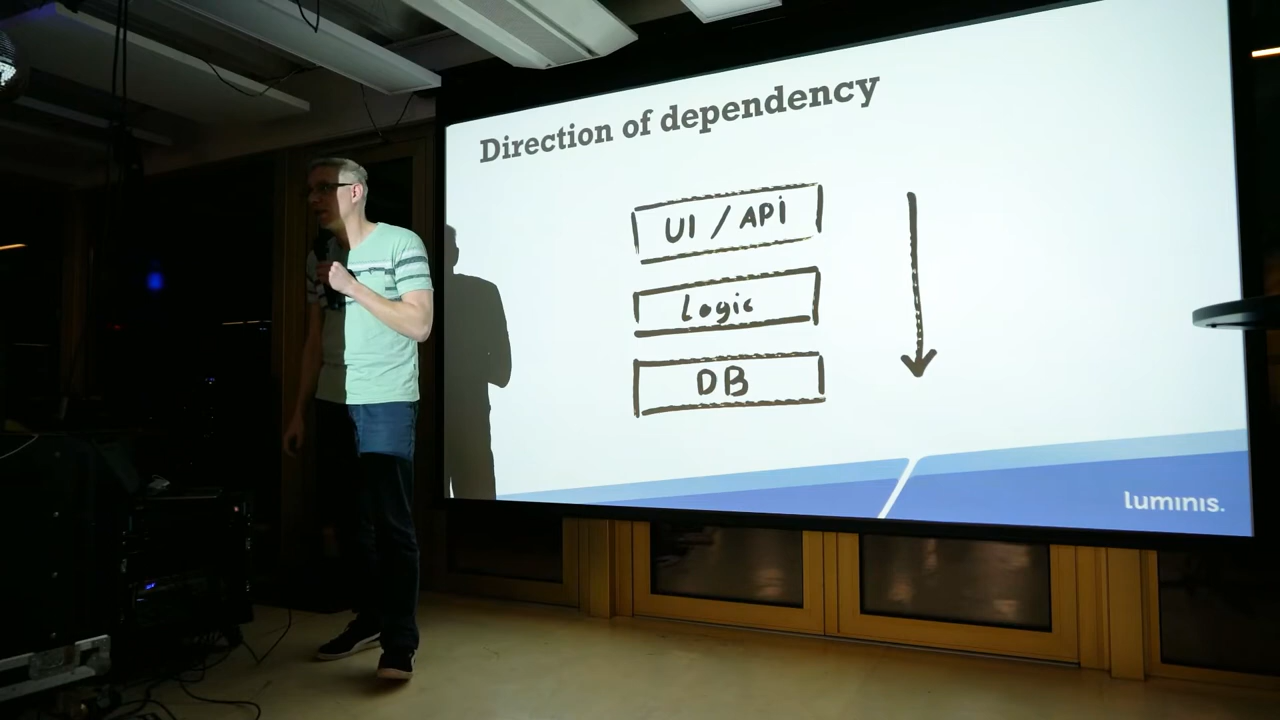 Direction of dependency
UI / API
Logic
DB
luminis.